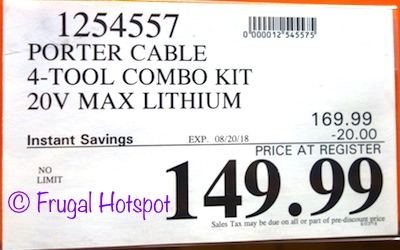 1254557
0000012545575
PORTER CABLE
4-TOOL COMBO KIT
20V MAX LITHIUM
169.99
Instant Savings EXP. 08/20/18 -20.00
PRICE AT REGISTER
NO
LIMIT
149.99
© Frugal Hotspot
Sales Tax may be due on all or part of pre-discount price